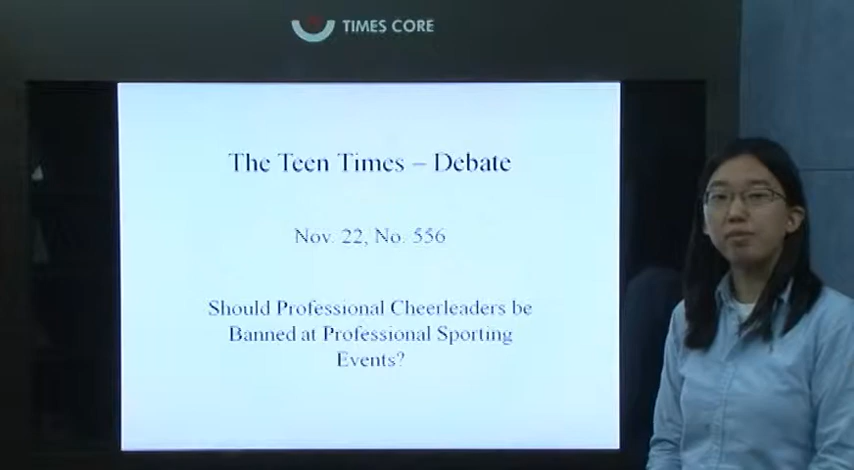 TIMES CORE
The Teen Times – Debate
Nov. 22, No. 556
Should Professional Cheerleaders be
Banned at Professional Sporting
Events?